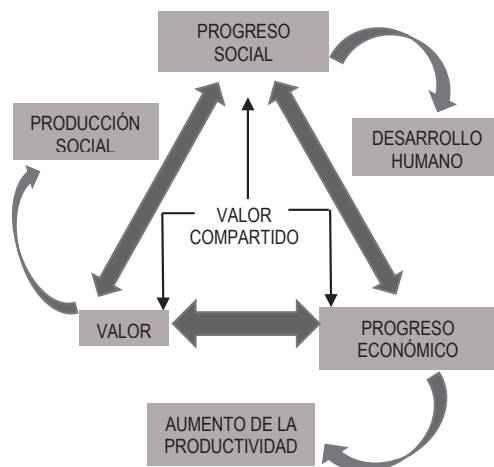 PROGRESO
SOCIAL
PRODUCCIÓN
SOCIAL
DESARROLLO
HUMANO
VALOR
COMPARTIDO
VALOR
PROGRESO
ECONÓMICO
AUMENTO DE LA
PRODUCTIVIDAD